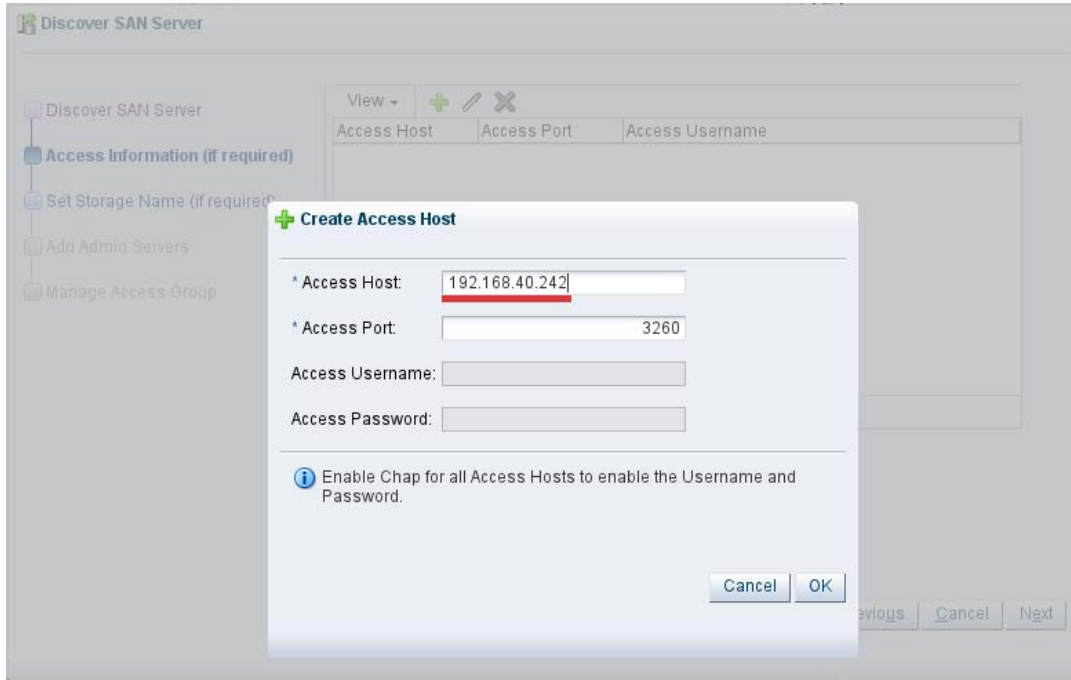 Discover SAN Server
Discover SAN Server
Access Information (if required)
Set Storage Name (if required)
Add Admin Servers
Manage Access Group
View
Access Host Access Port Access Username
Create Access Host
* Access Host: 192.168.40.242
* Access Port: 3260
Access Username:
Access Password:
Enable Chap for all Access Hosts to enable the Username and
Password.
Cancel OK
evious Cancel Next